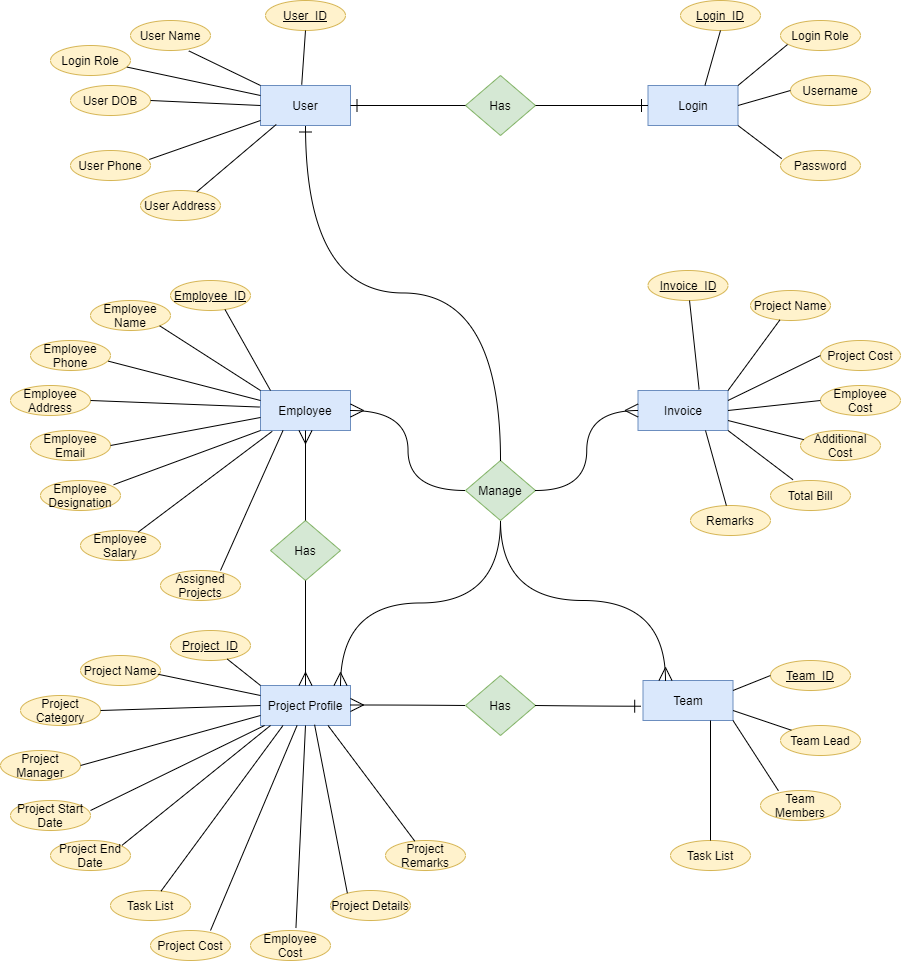 User_ID
Login_ID
User Name
Login Role
Login Role
User DOB
Username
User
Has
Login
User Phone
Password
User Address
Employee_ID
Invoice_ID
Employee
Name
Project Name
Employee
Phone
Project Cost
Employee
Address
Employee
Cost
Employee
Invoice
Employee
Email
Additional
Cost
Employee
Designation
Manage
Total Bill
Remarks
Employee
Salary
Has
Assigned
Projects
Project_ID
Project Name
Team_ID
Project
Category
Project Profile
Has
Team
Team Lead
Project
Manager
Project Start
Date
Team
Members
Project End
Date
Project
Remarks
Task List
Task List
Project Details
Project Cost
Employee
Cost